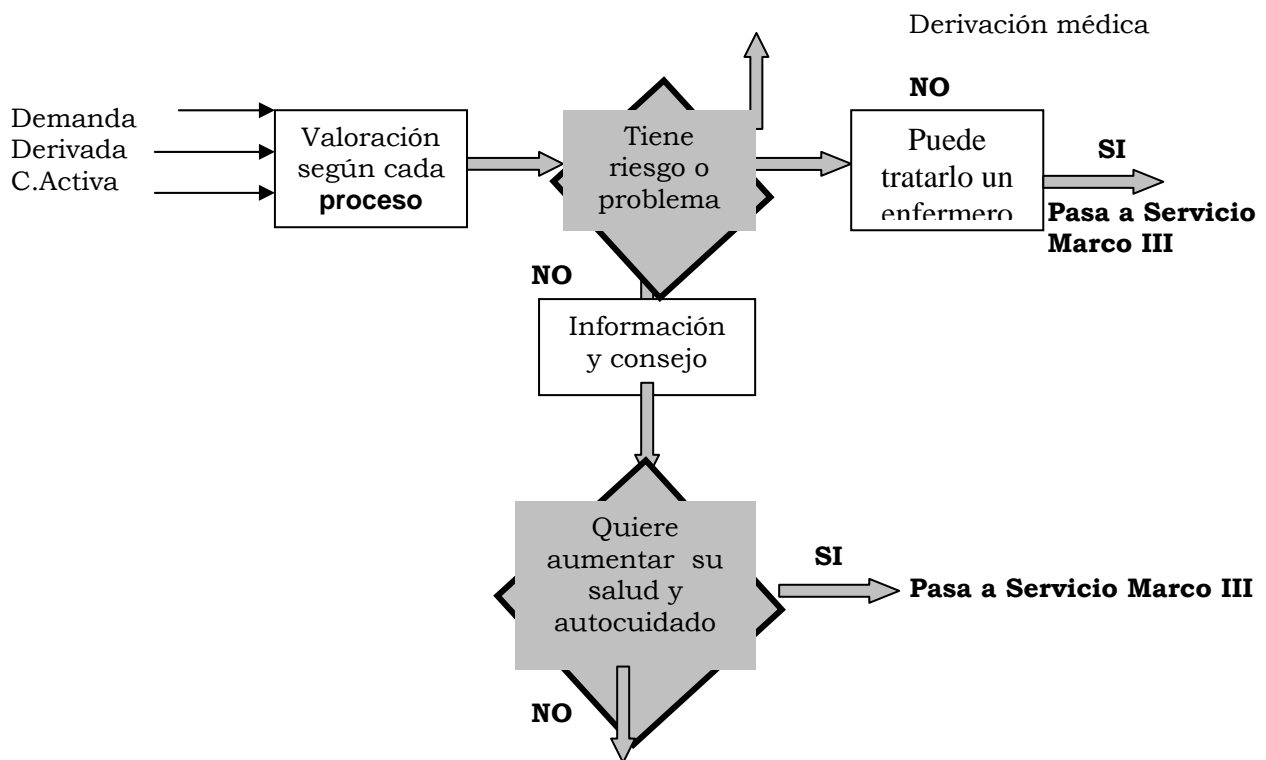 Derivación médica
NO
Demanda
Derivada
C.Activa
Valoración
según cada
proceso
Tiene
riesgo o
problema
Puede
tratarlo un
enfermero
SI
Pasa a Servicio
Marco III
NO
Información
y consejo
Quiere
aumentar su
salud y
autocuidado
SI
Pasa a Servicio Marco III
NO